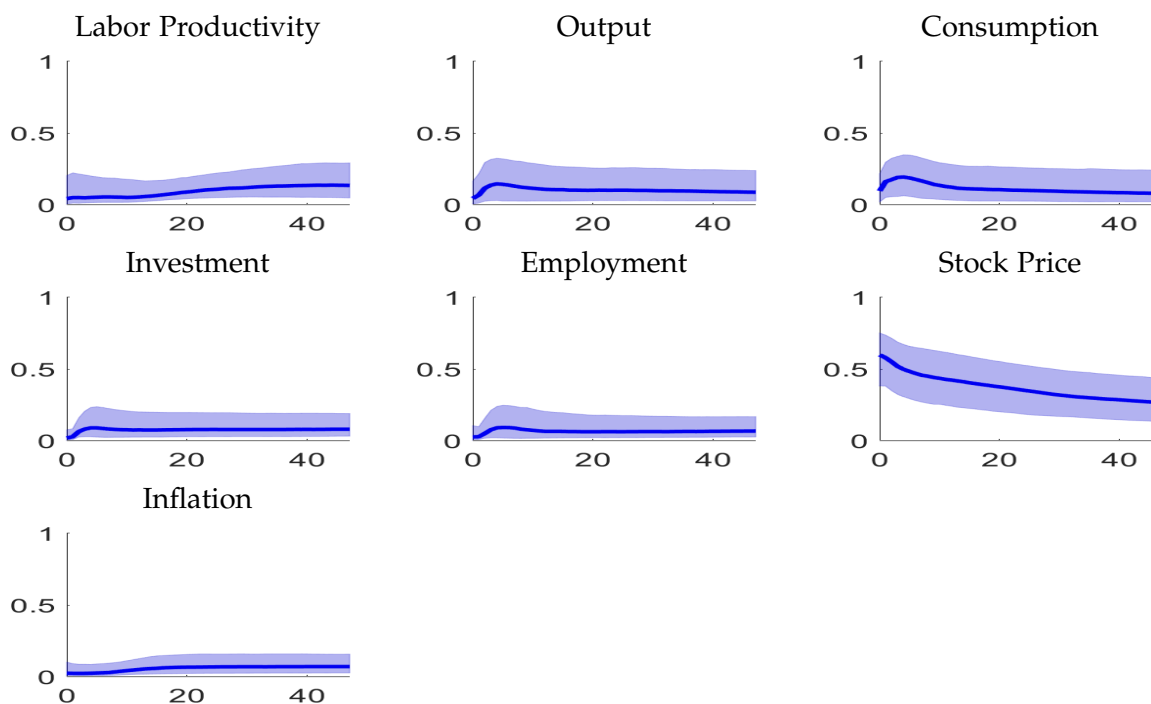 Labor Productivity Output Consumption
1 1 1
0.5 0.5 0.5
0 0 0
0 20 40 0 20 40 0 20 40
Investment Employment Stock Price
1 1 1
0.5 0.5 0.5
0 0 0
0 20 40 0 20 40 0 20 40
Inflation
1
0.5
0
0 20 40